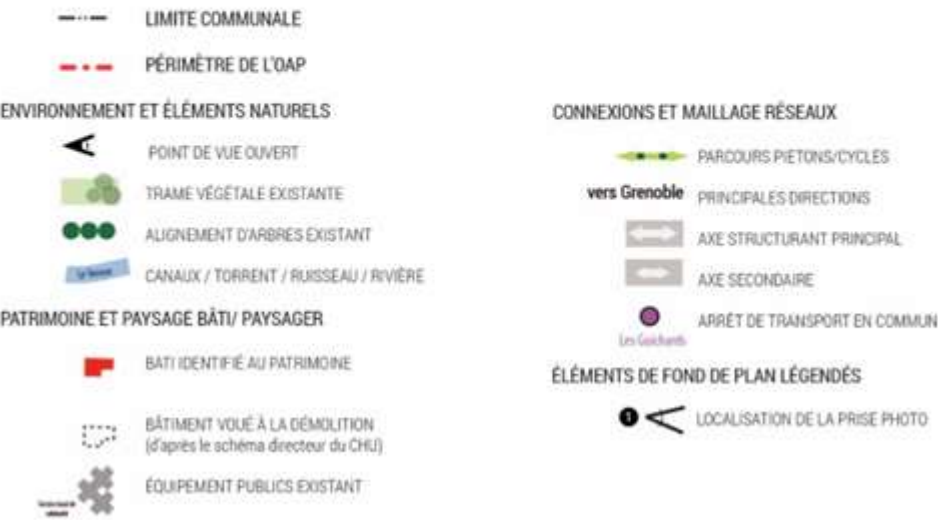 LIMITE COMMUNALE
PÉRIMÈTRE DE L'OAP
ENVIRONNEMENT ET ÉLÉMENTS NATURELS
POINT DE VUE OUVERT
TRAME VÉGÉTALE EXISTANTE
ALIGNEMENT D'ARBRES EXISTANT
CANAUX / TORRENT / RUISSEAU / RIVIÈRE
PATRIMOINE ET PAYSAGE BÂTI/ PAYSAGER
BATI IDENTIFIÉ AU PATRIMOINE
BÂTIMENT VOUÉ À LA DÉMOLITION
(d'après le schéma directeur du CHU)
ÉQUIPEMENT PUBLICS EXISTANT
CONNEXIONS ET MAILLAGE RÉSEAUX
PARCOURS PIÉTONS/CYCLES
vers Grenoble PRINCIPALES DIRECTIONS
AXE STRUCTURANT PRINCIPAL
AXE SECONDAIRE
ARRÊT DE TRANSPORT EN COMMUN
Les Guichards
ÉLÉMENTS DE FOND DE PLAN LÉGENDÉS
1 LOCALISATION DE LA PRISE PHOTO